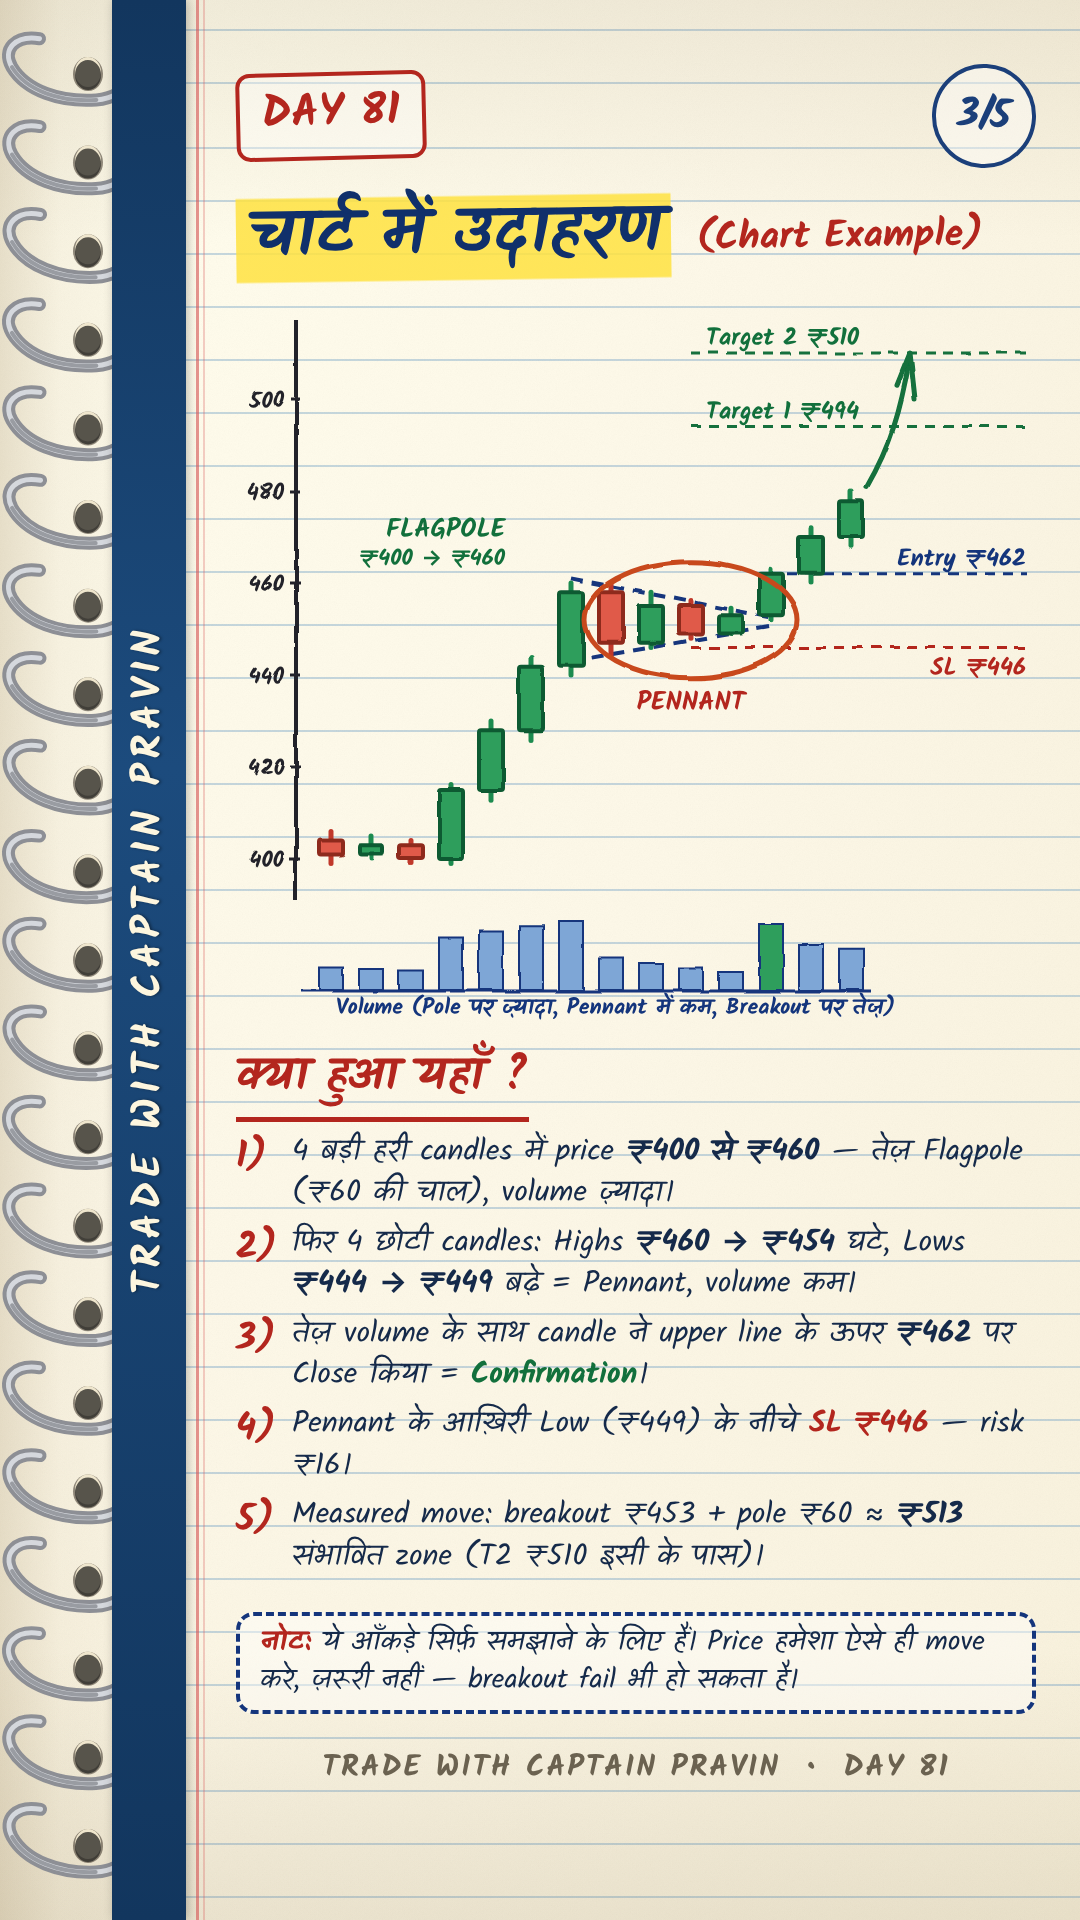 TRADE WITH CAPTAIN PRAVIN
DAY 81
3/5
चार्ट में उदाहरण (Chart Example)
Target 2 ₹510
500
Target 1 ₹494
480
FLAGPOLE
₹400 → ₹460
Entry ₹462
460
SL ₹446
440
PENNANT
420
400
Volume (Pole पर ज़्यादा, Pennant में कम, Breakout पर तेज़)
क्या हुआ यहाँ ?
1) 4 बड़ी हरी candles में price ₹400 से ₹460 — तेज़ Flagpole
(₹60 की चाल), volume ज़्यादा।
2) फिर 4 छोटी candles: Highs ₹460 → ₹454 घटे, Lows
₹444 → ₹449 बढ़े = Pennant, volume कम।
3) तेज़ volume के साथ candle ने upper line के ऊपर ₹462 पर
Close किया = Confirmation।
4) Pennant के आख़िरी Low (₹449) के नीचे SL ₹446 — risk
₹16।
5) Measured move: breakout ₹453 + pole ₹60 ≈ ₹513
संभावित zone (T2 ₹510 इसी के पास)।
नोट: ये आँकड़े सिर्फ़ समझाने के लिए हैं। Price हमेशा ऐसे ही move
करे, ज़रूरी नहीं — breakout fail भी हो सकता है।
TRADE WITH CAPTAIN PRAVIN · DAY 81